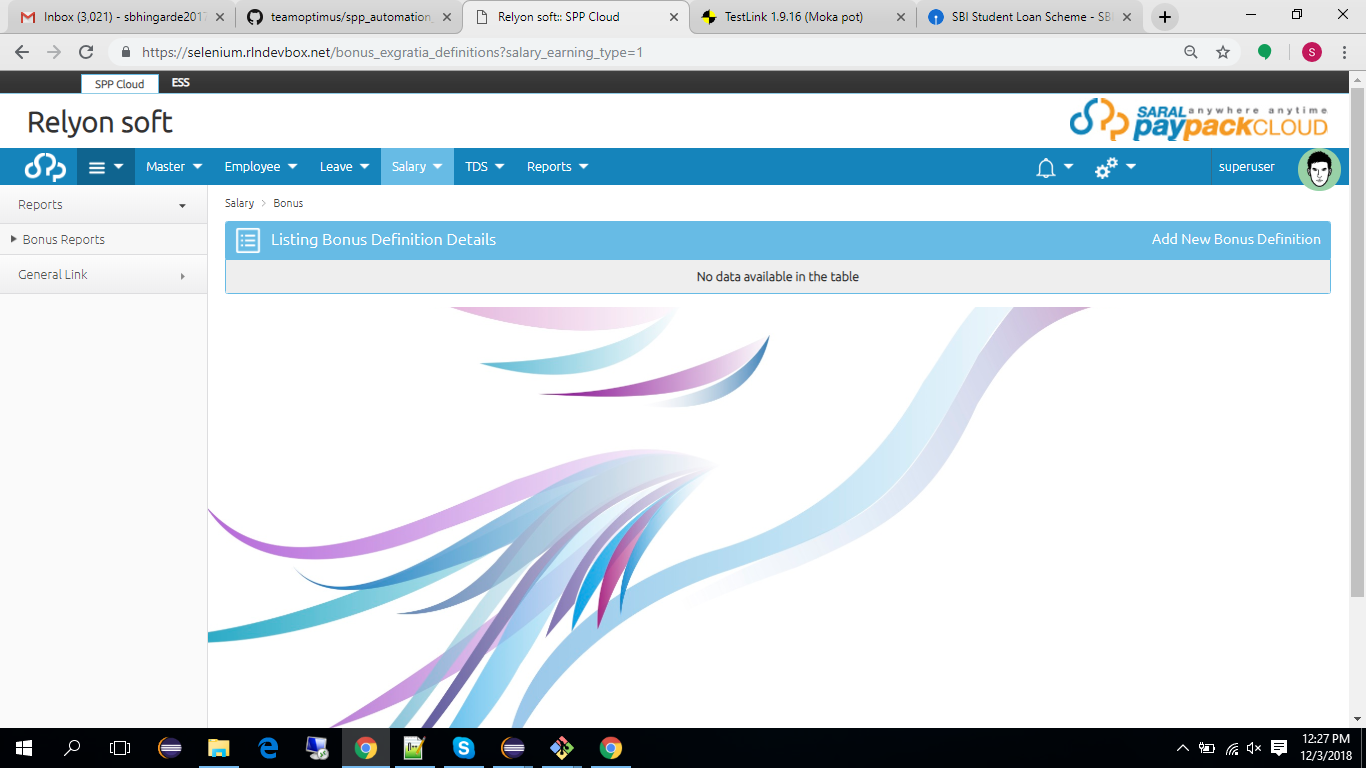 Inbox (3,021) - sbhingarde2017
teamoptimus/spp_automation_
Relyon soft:: SPP Cloud
TestLink 1.9.16 (Moka pot)
SBI Student Loan Scheme - SBI
https://selenium.rlndevbox.net/bonus_exgratia_definitions?salary_earning_type=1
S
SPP Cloud
ESS
Relyon soft
SARAL anywhere anytime
paypackCLOUD
Master
Employee
Leave
Salary
TDS
Reports
superuser
Reports
Bonus Reports
General Link
Salary > Bonus
Listing Bonus Definition Details
Add New Bonus Definition
No data available in the table
12:27 PM
12/3/2018